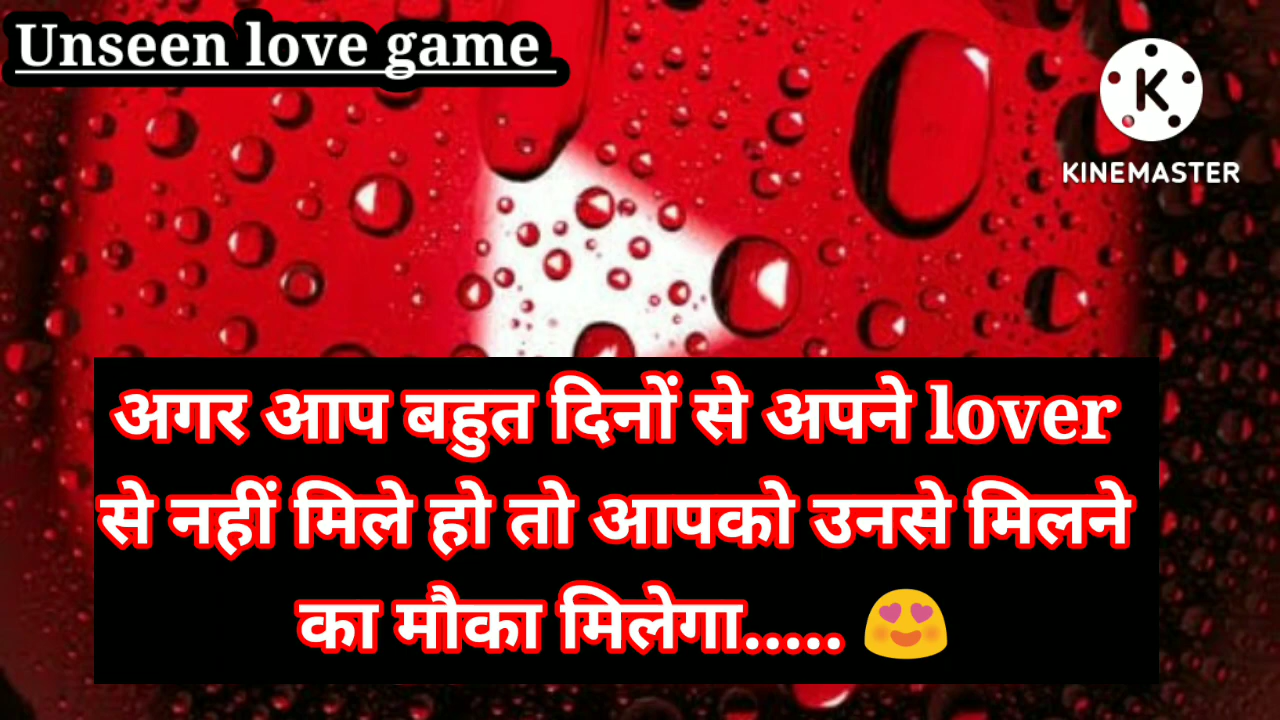 Unseen love game
K
KINEMASTER
अगर आप बहुत दिनों से अपने lover
से नहीं मिले हो तो आपको उनसे मिलने
का मौका मिलेगा..... 😍